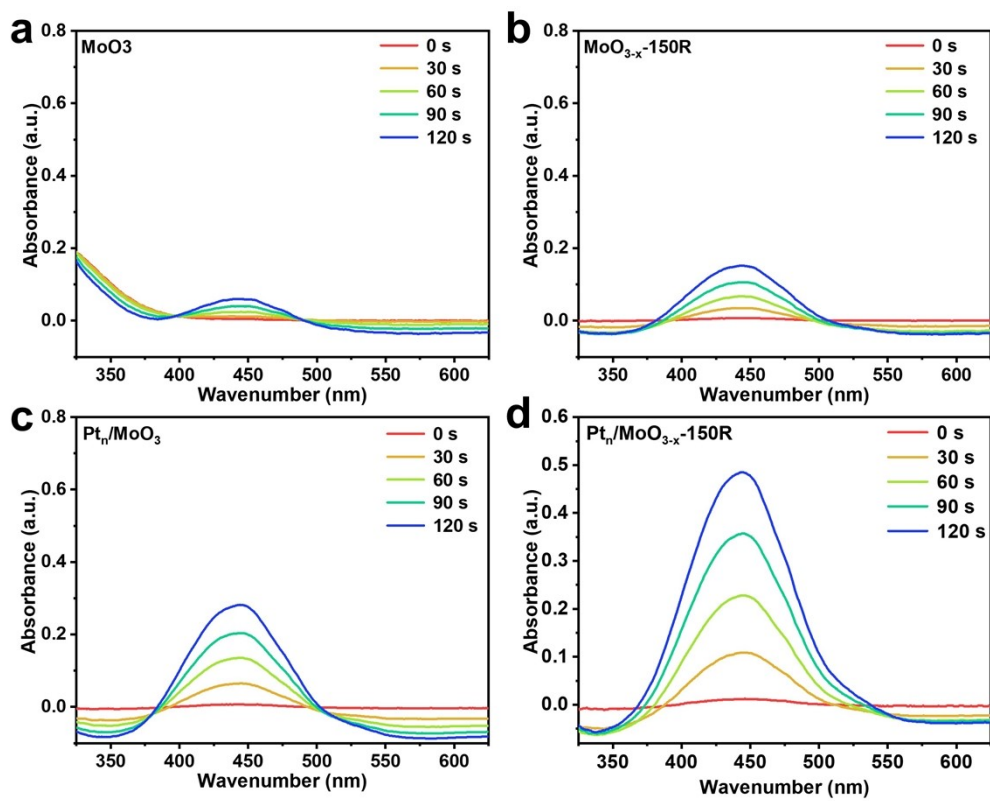 a
MoO3
0 s
30 s
60 s
90 s
120 s
0.8
0.6
0.4
0.2
0.0
Absorbance (a.u.)
350 400 450 500 550 600
Wavenumber (nm)
b
MoO3-x-150R
0 s
30 s
60 s
90 s
120 s
0.8
0.6
0.4
0.2
0.0
Absorbance (a.u.)
350 400 450 500 550 600
Wavenumber (nm)
c
Ptn/MoO3
0 s
30 s
60 s
90 s
120 s
0.8
0.6
0.4
0.2
0.0
Absorbance (a.u.)
350 400 450 500 550 600
Wavenumber (nm)
d
Ptn/MoO3-x-150R
0 s
30 s
60 s
90 s
120 s
0.6
0.5
0.4
0.3
0.2
0.1
0.0
Absorbance (a.u.)
350 400 450 500 550 600
Wavenumber (nm)